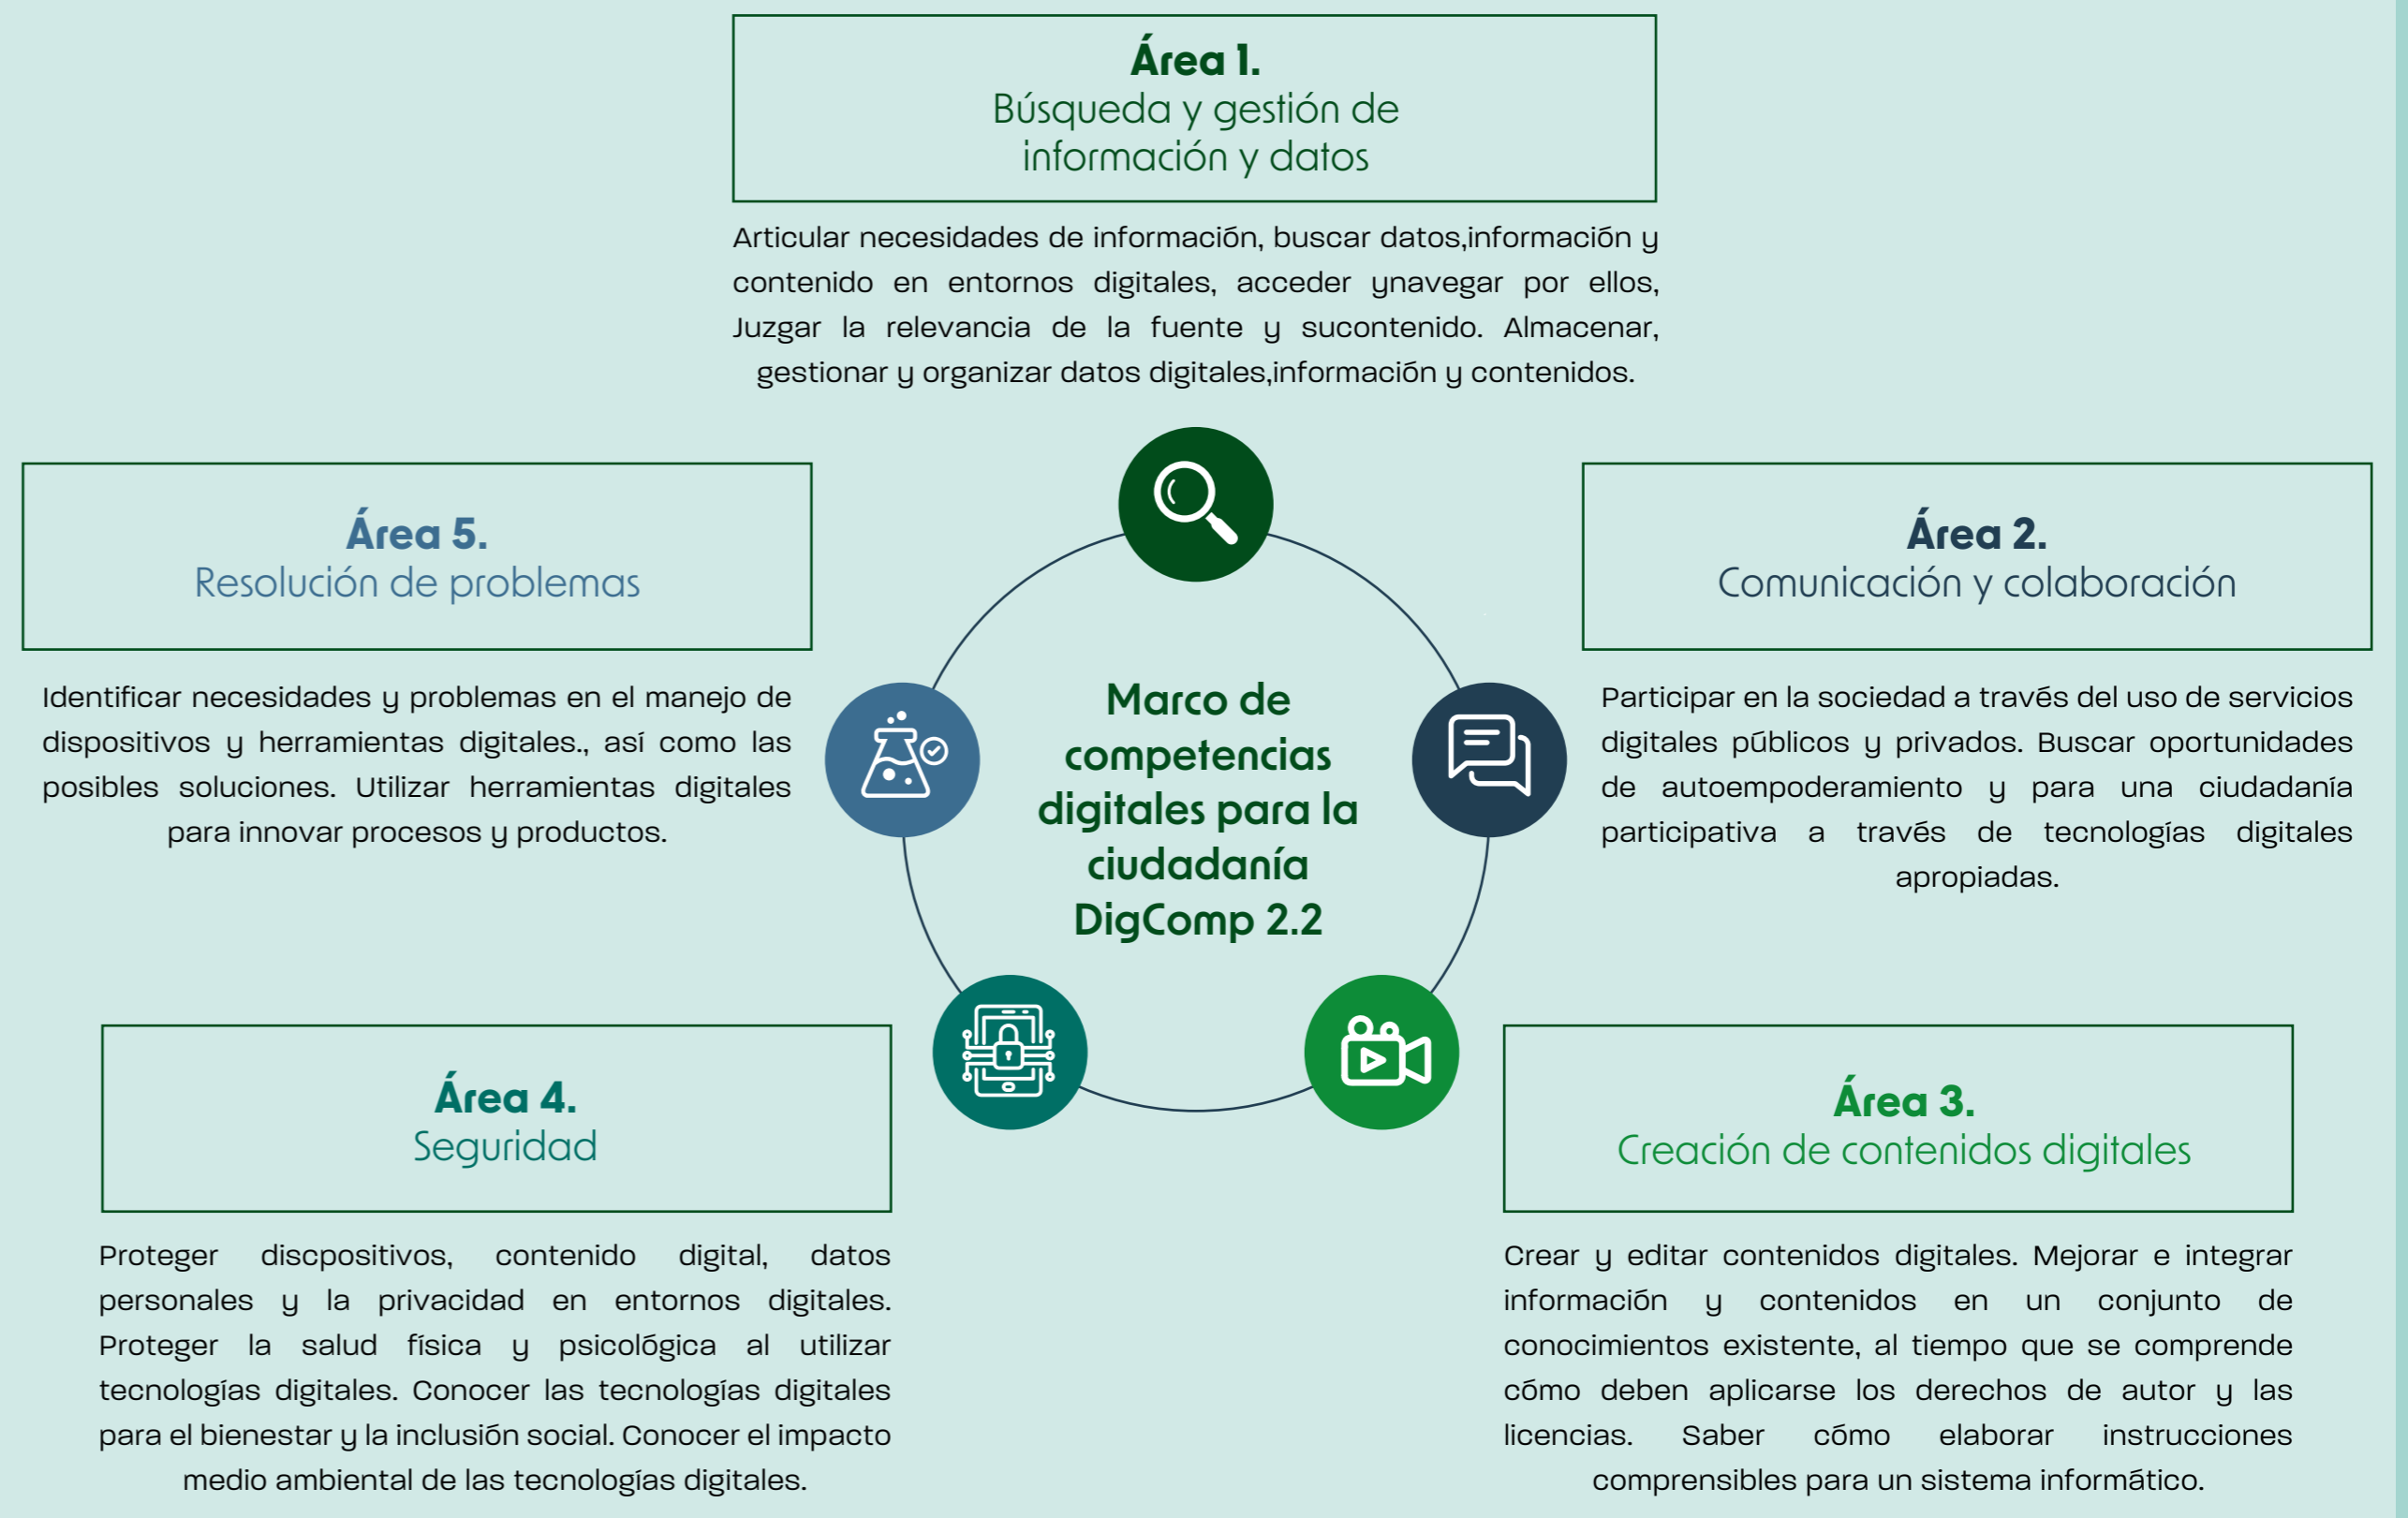 Área 1.
Búsqueda y gestión de
información y datos
Articular necesidades de información, buscar datos,información y
contenido en entornos digitales, acceder ynavegar por ellos,
Juzgar la relevancia de la fuente y sucontenido. Almacenar,
gestionar y organizar datos digitales,información y contenidos.
Área 5.
Resolución de problemas
Identificar necesidades y problemas en el manejo de
dispositivos y herramientas digitales., así como las
posibles soluciones. Utilizar herramientas digitales
para innovar procesos y productos.
Marco de
competencias
digitales para la
ciudadanía
DigComp 2.2
Área 2.
Comunicación y colaboración
Participar en la sociedad a través del uso de servicios
digitales públicos y privados. Buscar oportunidades
de autoempoderamiento y para una ciudadanía
participativa a través de tecnologías digitales
apropiadas.
Área 4.
Seguridad
Proteger discpositivos, contenido digital, datos
personales y la privacidad en entornos digitales.
Proteger la salud física y psicológica al utilizar
tecnologías digitales. Conocer las tecnologías digitales
para el bienestar y la inclusión social. Conocer el impacto
medio ambiental de las tecnologías digitales.
Área 3.
Creación de contenidos digitales
Crear y editar contenidos digitales. Mejorar e integrar
información y contenidos en un conjunto de
conocimientos existente, al tiempo que se comprende
cómo deben aplicarse los derechos de autor y las
licencias. Saber cómo elaborar instrucciones
comprensibles para un sistema informático.